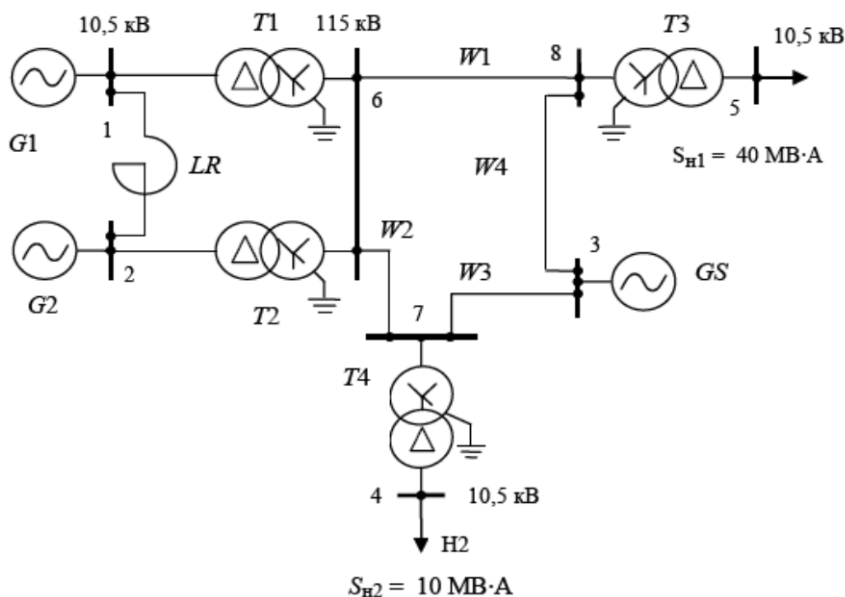 10,5 кВ
T1
115 кВ
T3
10,5 кВ
W1
8
6
5
G1
1
LR
W4
Sн1 = 40 МВ·А
W2
3
2
W3
GS
G2
T2
7
T4
4
10,5 кВ
Н2
Sн2 = 10 МВ·А